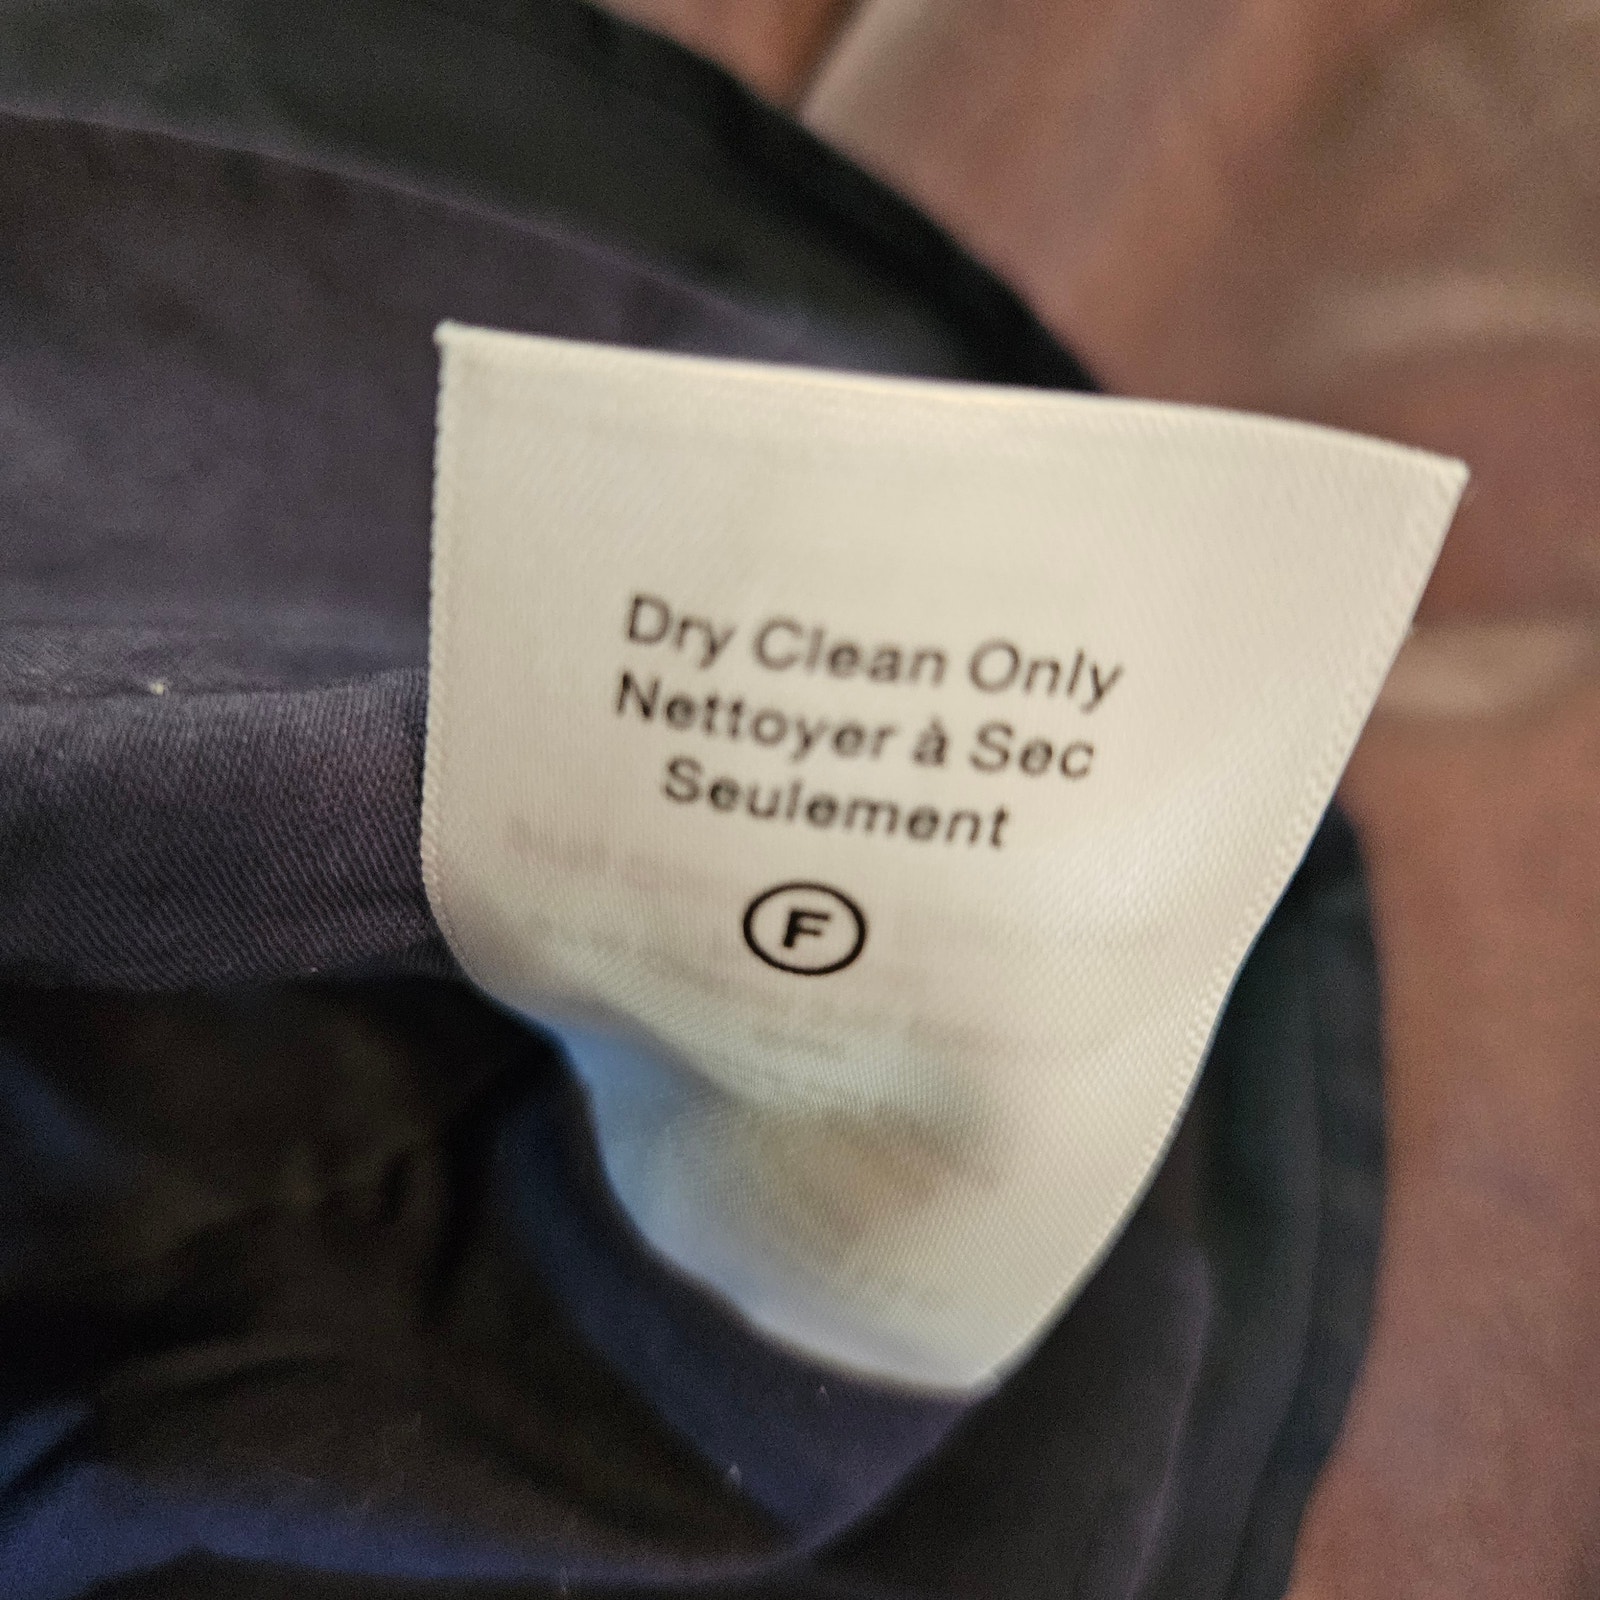 Dry Clean Only
Nettoyer à Sec
Seulement
F